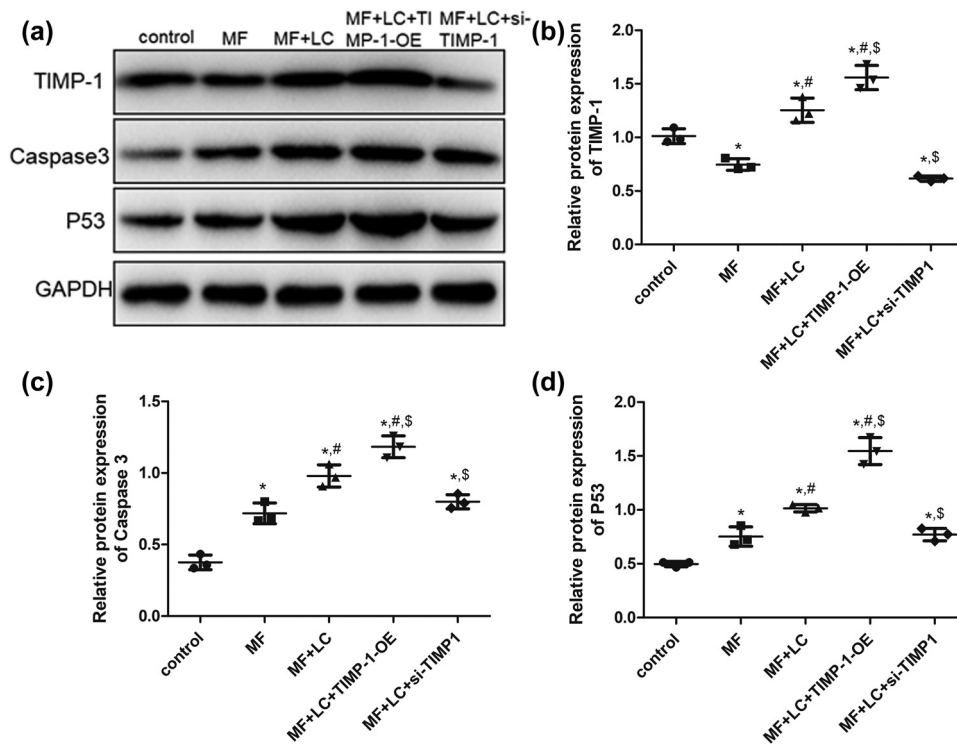 (a)
control MF MF+LC MF+LC+TI MP-1-OE MF+LC+si- TIMP-1
TIMP-1
Caspase3
P53
GAPDH
(b)
Relative protein expression
of TIMP-1
2.0
1.5
1.0
0.5
0.0
*
*,#
*,#,$
*,$
control
MF
MF+LC
MF+LC+TIMP-1-OE
MF+LC+si-TIMP1
(c)
Relative protein expression
of Caspase 3
1.5
1.0
0.5
0.0
*
*,#
*,#,$
*,$
control
MF
MF+LC
MF+LC+TIMP-1-OE
MF+LC+si-TIMP1
(d)
Relative protein expression
of P53
2.0
1.5
1.0
0.5
0.0
*
*,#
*,#,$
*,$
control
MF
MF+LC
MF+LC+TIMP-1-OE
MF+LC+si-TIMP1